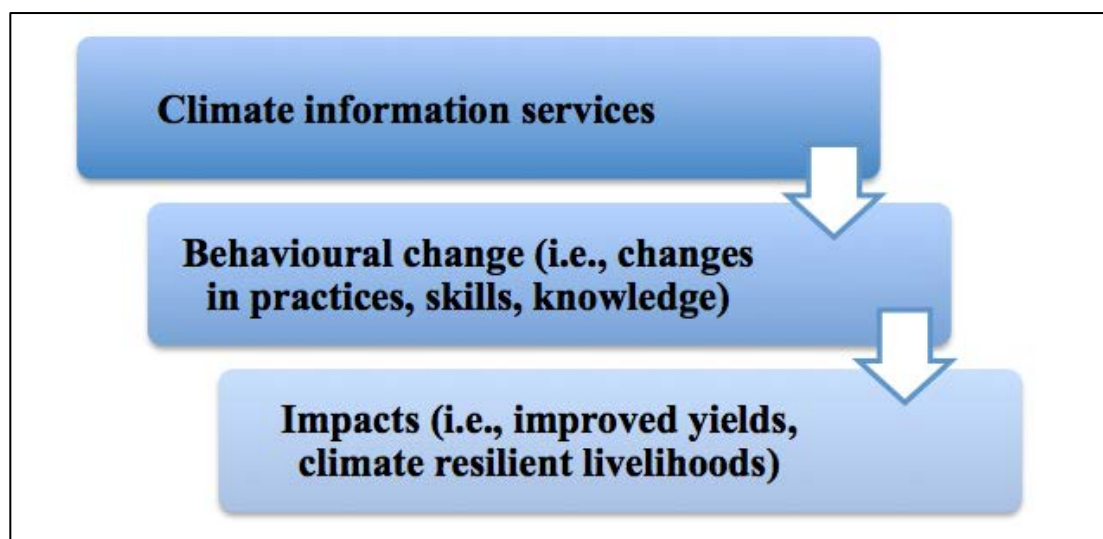 Climate information services
Behavioural change (i.e., changes
in practices, skills, knowledge)
Impacts (i.e., improved yields,
climate resilient livelihoods)